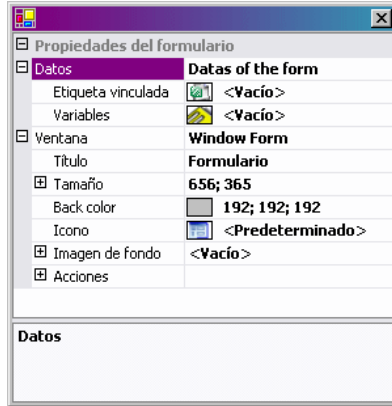 Propiedades del formulario
Datos Datas of the form
Etiqueta vinculada <Vacío>
Variables <Vacío>
Ventana Window Form
Título Formulario
Tamaño 656; 365
Back color 192; 192; 192
Icono <Predeterminado>
Imagen de fondo <Vacío>
Acciones
Datos